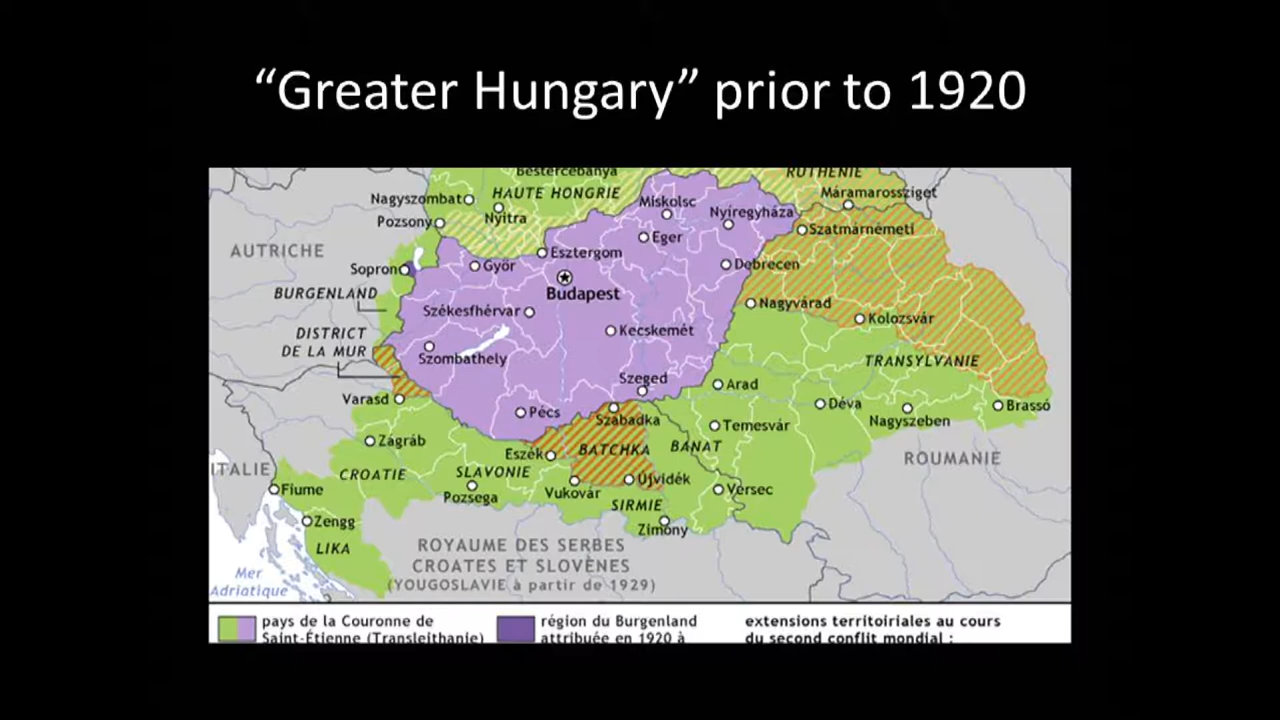 “Greater Hungary” prior to 1920
Besztercebánya
RUTHÉNIE
HAUTE HONGRIE
Nagyszombat
Nyitra
Miskolc
Máramarossziget
Pozsony
Nyíregyháza
Szatmárnémeti
AUTRICHE
Eger
Esztergom
Győr
Debrecen
Sopron
Budapest
BURGENLAND
Székesfhérvar
Nagyvárad
Kolozsvár
Kecskemét
DISTRICT
DE LA MUR
Szombathely
TRANSYLVANIE
Szeged
Arad
Varasd
Déva
Brassó
Pécs
Szabadka
Nagyszeben
Temesvár
Zágráb
BATCHKA
BANAT
Eszék
ROUMANIE
ITALIE
CROATIE
SLAVONIE
Fiume
Pozsega
Vukovár
Újvidék
Versec
SIRMIE
Zengg
Zimony
LIKA
ROYAUME DES SERBES
CROATES ET SLOVÈNES
(YOUGOSLAVIE à partir de 1929)
Mer
Adriatique
pays de la Couronne de
Saint-Étienne (Transleithanie)
région du Burgenland
attribuée en 1920 à
extensions territoiriales au cours
du second conflit mondial :